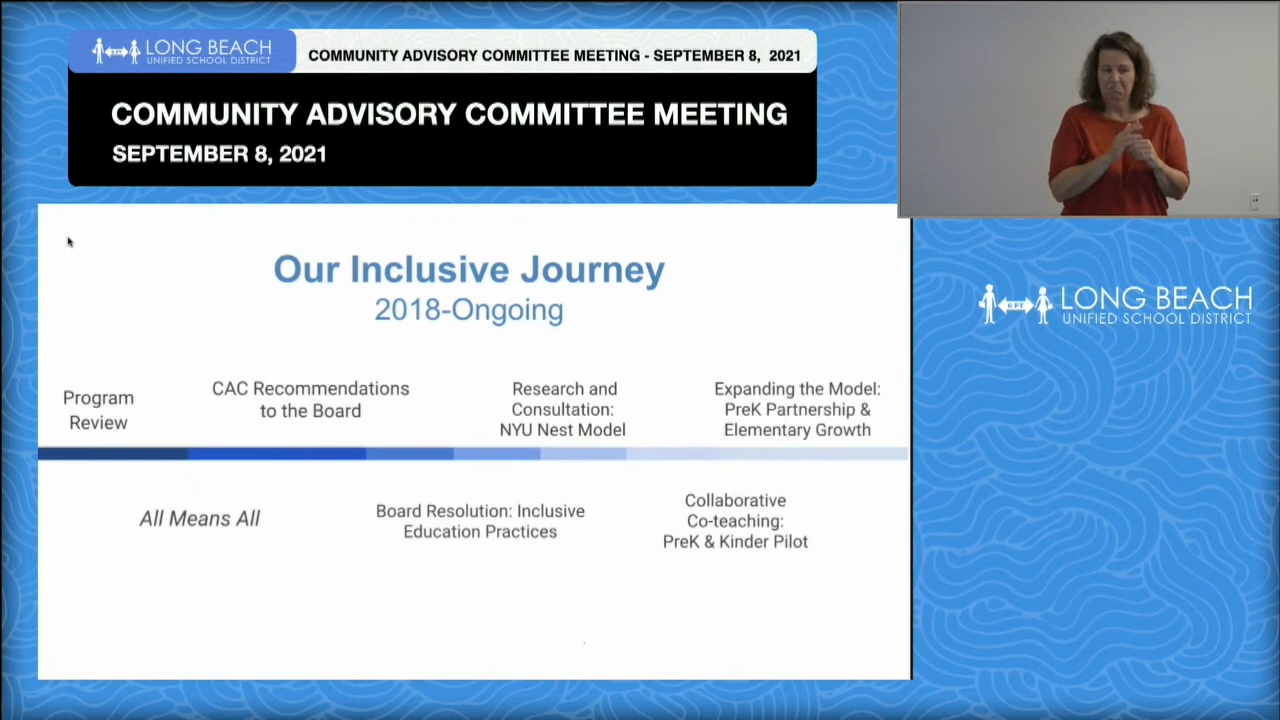 LONG BEACH
UNIFIED SCHOOL DISTRICT
COMMUNITY ADVISORY COMMITTEE MEETING - SEPTEMBER 8, 2021
COMMUNITY ADVISORY COMMITTEE MEETING
SEPTEMBER 8, 2021
Our Inclusive Journey
2018-Ongoing
Program
Review
CAC Recommendations
to the Board
Research and
Consultation:
NYU Nest Model
Expanding the Model:
PreK Partnership &
Elementary Growth
All Means All
Board Resolution: Inclusive
Education Practices
Collaborative
Co-teaching:
PreK & Kinder Pilot
6 FT
LONG BEACH
UNIFIED SCHOOL DISTRICT